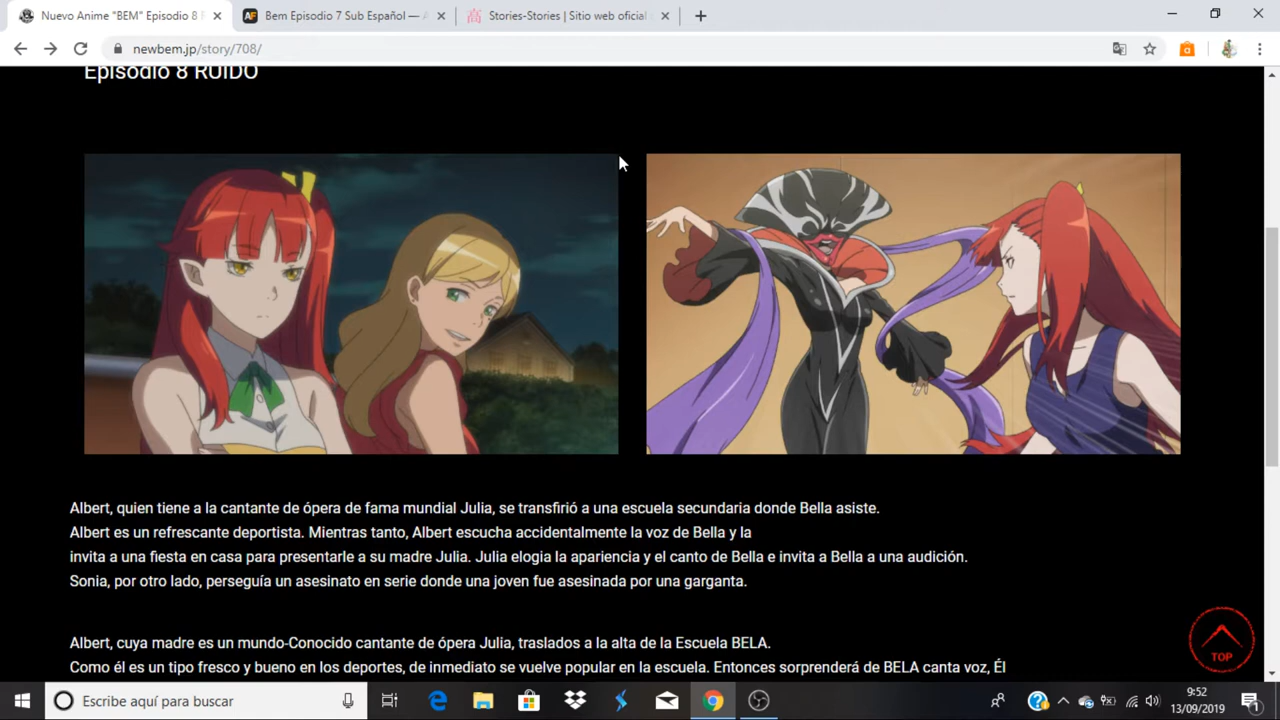 Nuevo Anime "BEM" Episodio 8 R
Bem Episodio 7 Sub Español — A
Stories-Stories | Sitio web oficial d
newbem.jp/story/708/
Episodio 8 RUIDO
Albert, quien tiene a la cantante de ópera de fama mundial Julia, se transfirió a una escuela secundaria donde Bella asiste.
Albert es un refrescante deportista. Mientras tanto, Albert escucha accidentalmente la voz de Bella y la
invita a una fiesta en casa para presentarle a su madre Julia. Julia elogia la apariencia y el canto de Bella e invita a Bella a una audición.
Sonia, por otro lado, perseguía un asesinato en serie donde una joven fue asesinada por una garganta.
Albert, cuya madre es un mundo-Conocido cantante de ópera Julia, traslados a la alta de la Escuela BELA.
Como él es un tipo fresco y bueno en los deportes, de inmediato se vuelve popular en la escuela. Entonces sorprenderá de BELA canta voz, Él
TOP
Escribe aquí para buscar
9:52
13/09/2019